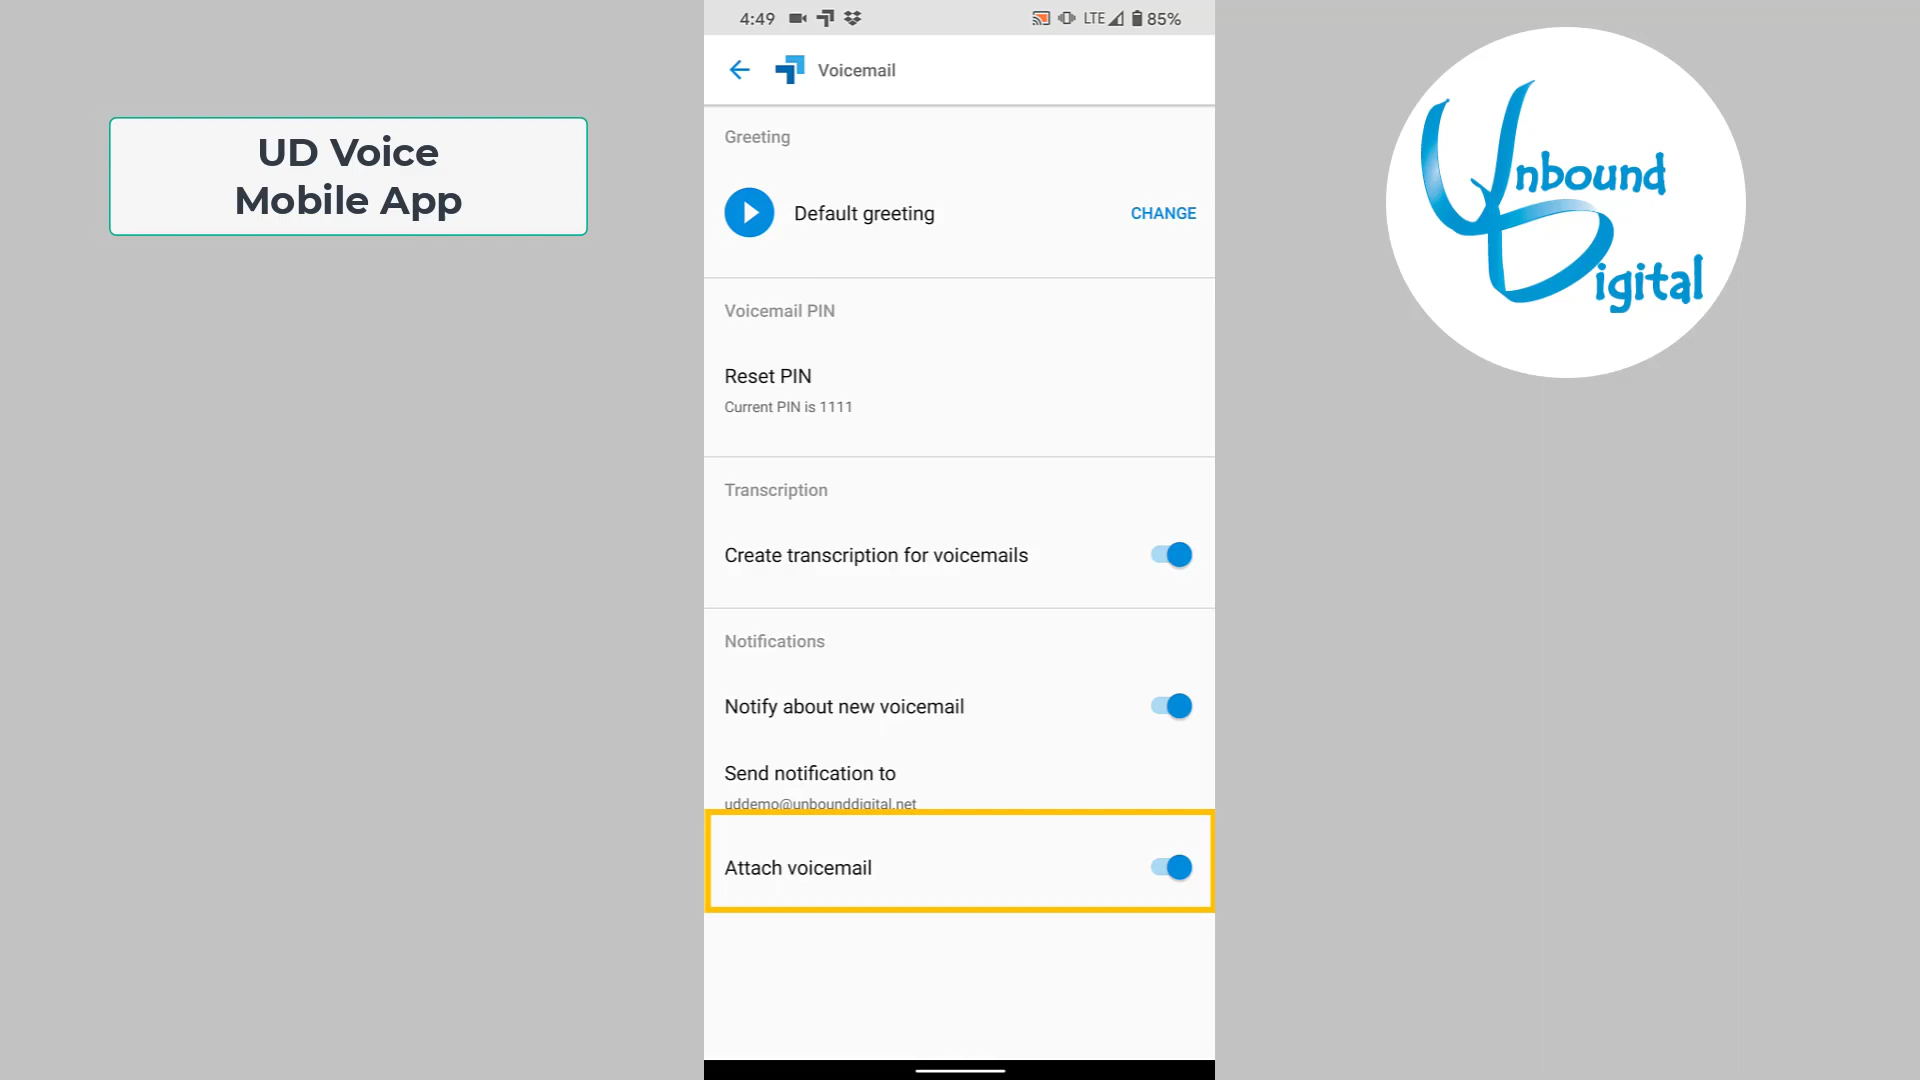 UD Voice
Mobile App
4:49
LTE
85%
Voicemail
Greeting
Default greeting
CHANGE
Voicemail PIN
Reset PIN
Current PIN is 1111
Transcription
Create transcription for voicemails
Notifications
Notify about new voicemail
Send notification to
uddemo@unbounddigital.net
Attach voicemail
Unbound
Digital